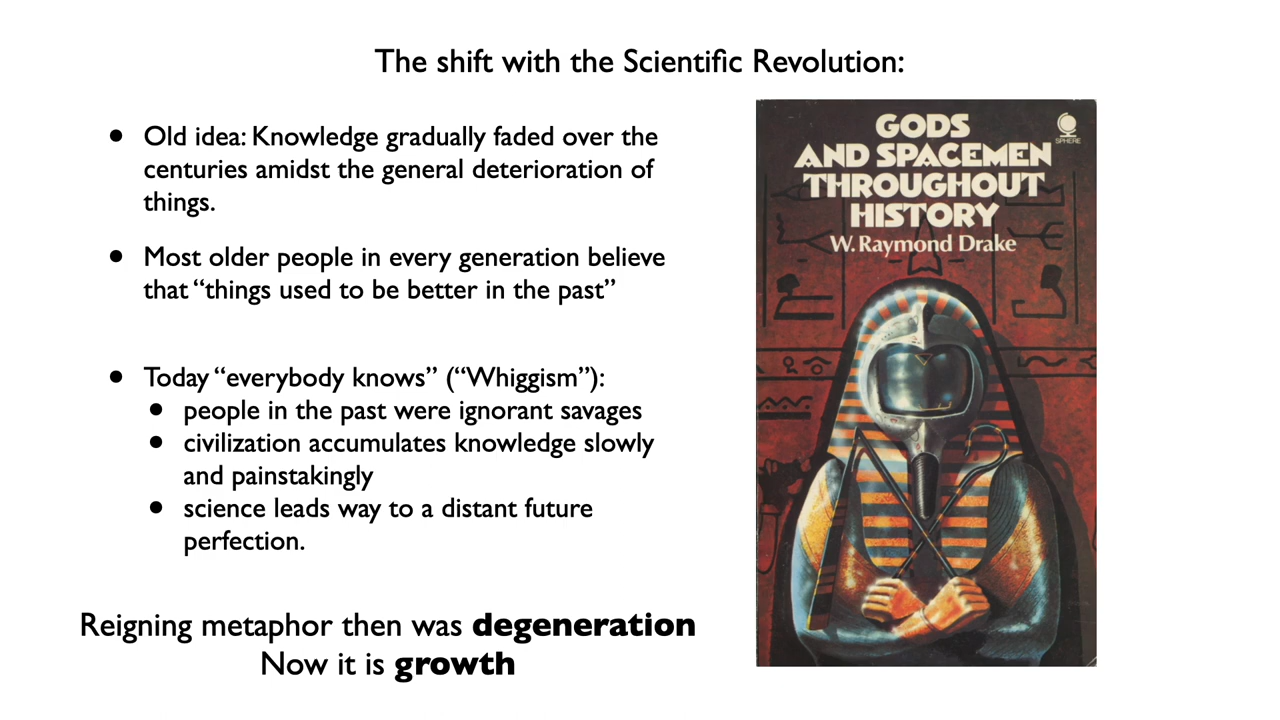 The shift with the Scientific Revolution:
• Old idea: Knowledge gradually faded over the
centuries amidst the general deterioration of
things.
• Most older people in every generation believe
that “things used to be better in the past”
• Today “everybody knows” (“Whiggism”):
• people in the past were ignorant savages
• civilization accumulates knowledge slowly
and painstakingly
• science leads way to a distant future
perfection.
Reigning metaphor then was degeneration
Now it is growth
GODS
AND SPACEMEN
THROUGHOUT
HISTORY
W. Raymond Drake
SPHERE